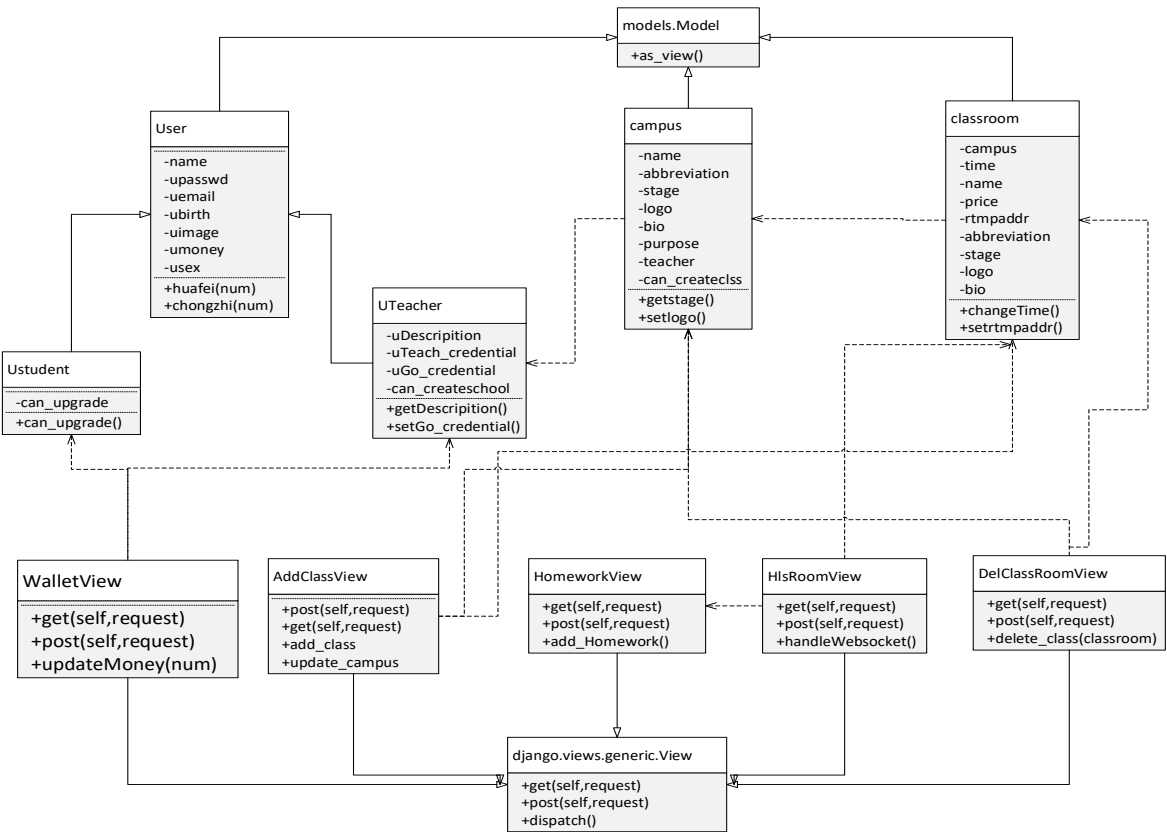 models.Model
+as_view()
User
-name
-upasswd
-uemail
-ubirth
-uimage
-umoney
-usex
+huafei(num)
+chongzhi(num)
campus
-name
-abbreviation
-stage
-logo
-bio
-purpose
-teacher
-can_createclss
+getstage()
+setlogo()
classroom
-campus
-time
-name
-price
-rtmpaddr
-abbreviation
-stage
-logo
-bio
+changeTime()
+setrtmpaddr()
UTeacher
-uDescripition
-uTeach_credential
-uGo_credential
-can_createschool
+getDescripition()
+setGo_credential()
Ustudent
-can_upgrade
+can_upgrade()
WalletView
+get(self,request)
+post(self,request)
+updateMoney(num)
AddClassView
+post(self,request)
+get(self,request)
+add_class
+update_campus
HomeworkView
+get(self,request)
+post(self,request)
+add_Homework()
HlsRoomView
+get(self,request)
+post(self,request)
+handleWebsocket()
DelClassRoomView
+get(self,request)
+post(self,request)
+delete_class(classroom)
django.views.generic.View
+get(self,request)
+post(self,request)
+dispatch()